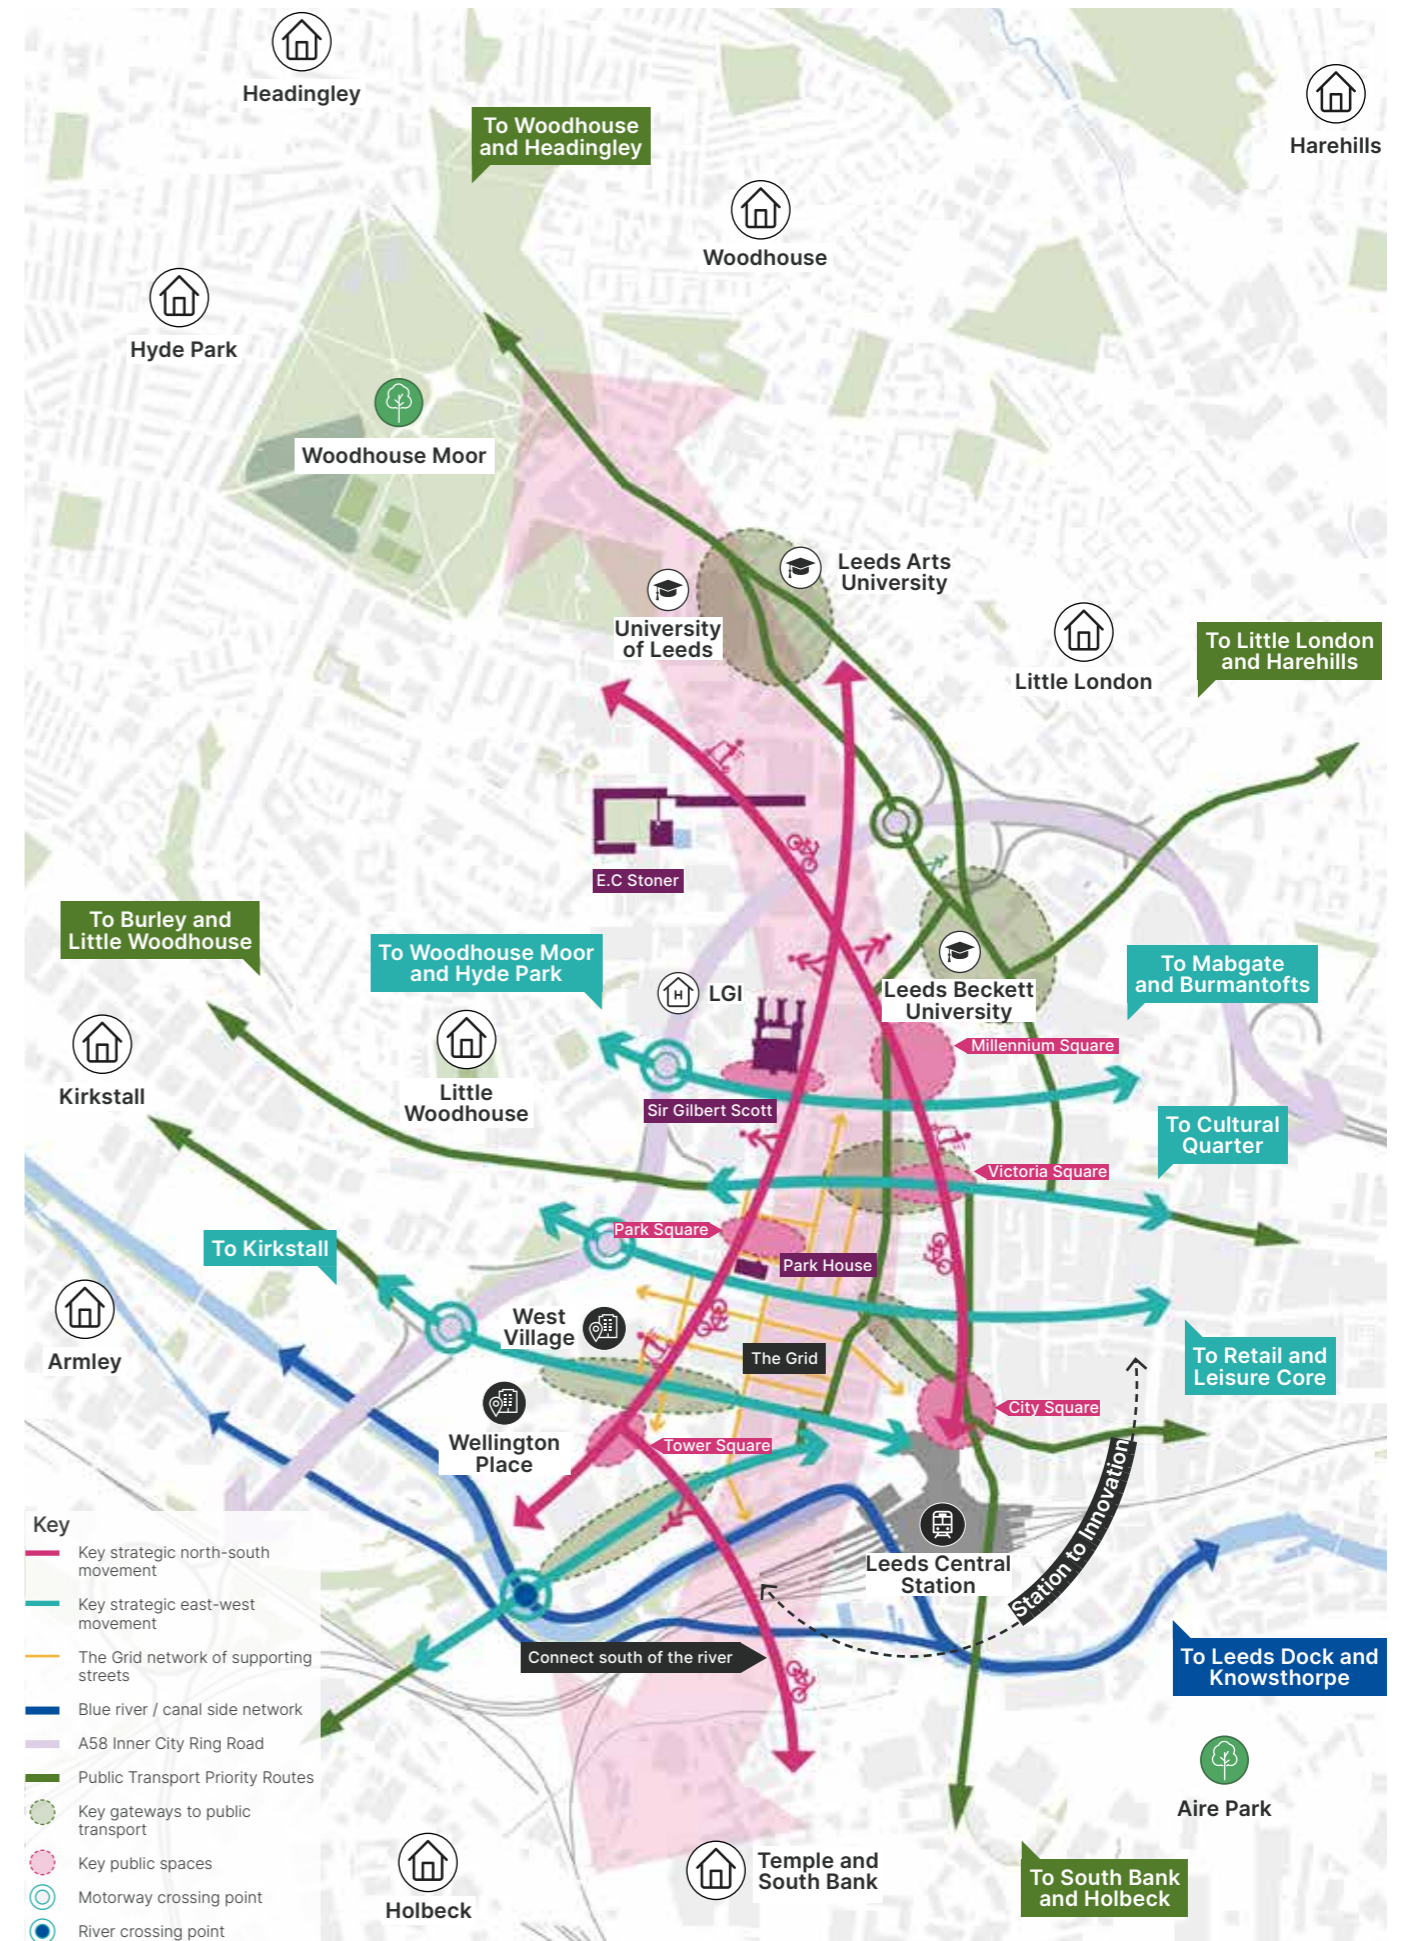 Headingley
Harehills
To Woodhouse
and Headingley
Woodhouse
Hyde Park
Woodhouse Moor
Leeds Arts
University
University
of Leeds
Little London
To Little London
and Harehills
E.C Stoner
To Burley and
Little Woodhouse
To Woodhouse Moor
and Hyde Park
To Mabgate
and Burmantofts
H
LGI
Leeds Beckett
University
Kirkstall
Little
Woodhouse
Millennium Square
Sir Gilbert Scott
To Cultural
Quarter
Victoria Square
Park Square
To Kirkstall
Park House
Armley
West
Village
The Grid
To Retail and
Leisure Core
City Square
Wellington
Place
Tower Square
Leeds Central
Station
Station to Innovation
Connect south of the river
To Leeds Dock and
Knowsthorpe
Aire Park
Holbeck
Temple and
South Bank
To South Bank
and Holbeck
Key
Key strategic north-south
movement
Key strategic east-west
movement
The Grid network of supporting
streets
Blue river / canal side network
A58 Inner City Ring Road
Public Transport Priority Routes
Key gateways to public
transport
Key public spaces
Motorway crossing point
River crossing point